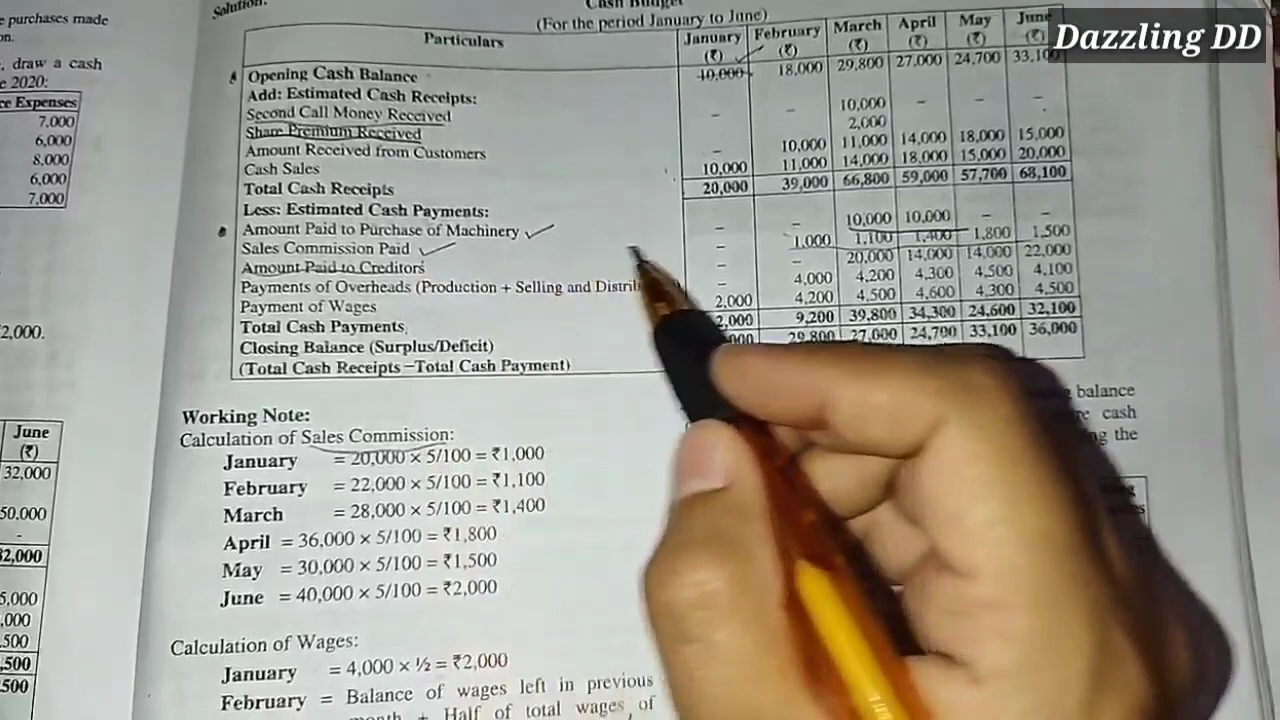 Dazzling DD
e purchases made
on.
, draw a cash
e 2020:
ce Expenses
7,000
6,000
8,000
6,000
7,000
2,000.
June
(₹)
32,000
50,000
-
32,000
5,000
,000
500
,500
500
Solution:
Cash Budget
(For the period January to June)
Particulars January (₹) February (₹) March (₹) April (₹) May (₹) June (₹)
Opening Cash Balance 10,000 18,000 29,800 27,000 24,700 33,100
Add: Estimated Cash Receipts:
Second Call Money Received – – 10,000 – – -
Share Premium Received 2,000
Amount Received from Customers – 10,000 11,000 14,000 18,000 15,000
Cash Sales 10,000 11,000 14,000 18,000 15,000 20,000
Total Cash Receipts 20,000 39,000 66,800 59,000 57,700 68,100
Less: Estimated Cash Payments:
Amount Paid to Purchase of Machinery – – 10,000 10,000 – –
Sales Commission Paid – 1,000 1,100 1,400 1,800 1,500
Amount Paid to Creditors – – 20,000 14,000 14,000 22,000
Payments of Overheads (Production + Selling and Distrib – 4,000 4,200 4,300 4,500 4,100
Payment of Wages 2,000 4,200 4,500 4,600 4,300 4,500
Total Cash Payments 2,000 9,200 39,800 34,300 24,600 32,100
Closing Balance (Surplus/Deficit) 000 29,800 27,000 24,700 33,100 36,000
(Total Cash Receipts –Total Cash Payment)
balance
cash
ng the
Working Note:
Calculation of Sales Commission:
January = 20,000 × 5/100 = ₹1,000
February = 22,000 × 5/100 = ₹1,100
March = 28,000 × 5/100 = ₹1,400
April = 36,000 × 5/100 = ₹1,800
May = 30,000 × 5/100 = ₹1,500
June = 40,000 × 5/100 = ₹2,000
Calculation of Wages:
January = 4,000 × ½ = ₹2,000
February = Balance of wages left in previous
month + Half of total wages of